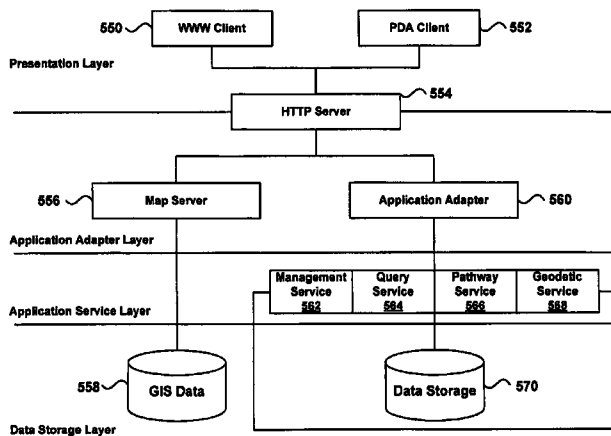 550
WWW Client
PDA Client
552
Presentation Layer
554
HTTP Server
556
Map Server
Application Adapter
560
Application Adapter Layer
Management Service 562
Query Service 564
Pathway Service 566
Geodetic Service 568
Application Service Layer
558
GIS Data
Data Storage
570
Data Storage Layer